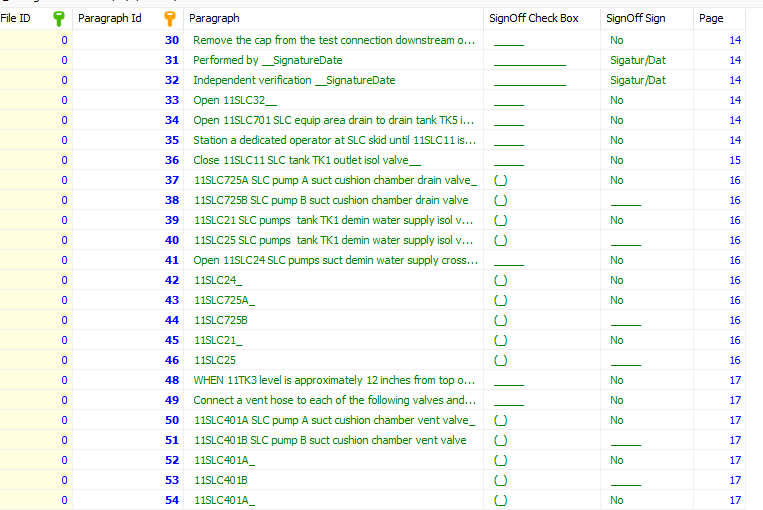 File ID Paragraph Id Paragraph SignOff Check Box SignOff Sign Page
0 30 Remove the cap from the test connection downstream o... _____ No 14
0 31 Performed by __SignatureDate ____________ Sigatur/Dat 14
0 32 Independent verification __SignatureDate ____________ Sigatur/Dat 14
0 33 Open 11SLC32__ _____ No 14
0 34 Open 11SLC701 SLC equip area drain to drain tank TK5 i... _____ No 14
0 35 Station a dedicated operator at SLC skid until 11SLC11 is... _____ No 14
0 36 Close 11SLC11 SLC tank TK1 outlet isol valve__ _____ No 15
0 37 11SLC725A SLC pump A suct cushion chamber drain valve_ (_) No 16
0 38 11SLC725B SLC pump B suct cushion chamber drain valve (_) _____ 16
0 39 11SLC21 SLC pumps  tank TK1 demin water supply isol v... (_) No 16
0 40 11SLC25 SLC pumps  tank TK1 demin water supply isol v... (_) _____ 16
0 41 Open 11SLC24 SLC pumps suct demin water supply cross... _____ No 16
0 42 11SLC24_ (_) No 16
0 43 11SLC725A_ (_) No 16
0 44 11SLC725B (_) _____ 16
0 45 11SLC21_ (_) No 16
0 46 11SLC25 (_) _____ 16
0 48 WHEN 11TK3 level is approximately 12 inches from top o... _____ No 17
0 49 Connect a vent hose to each of the following valves and... _____ No 17
0 50 11SLC401A SLC pump A suct cushion chamber vent valve_ (_) No 17
0 51 11SLC401B SLC pump B suct cushion chamber vent valve (_) _____ 17
0 52 11SLC401A_ (_) No 17
0 53 11SLC401B (_) _____ 17
0 54 11SLC401A_ (_) No 17